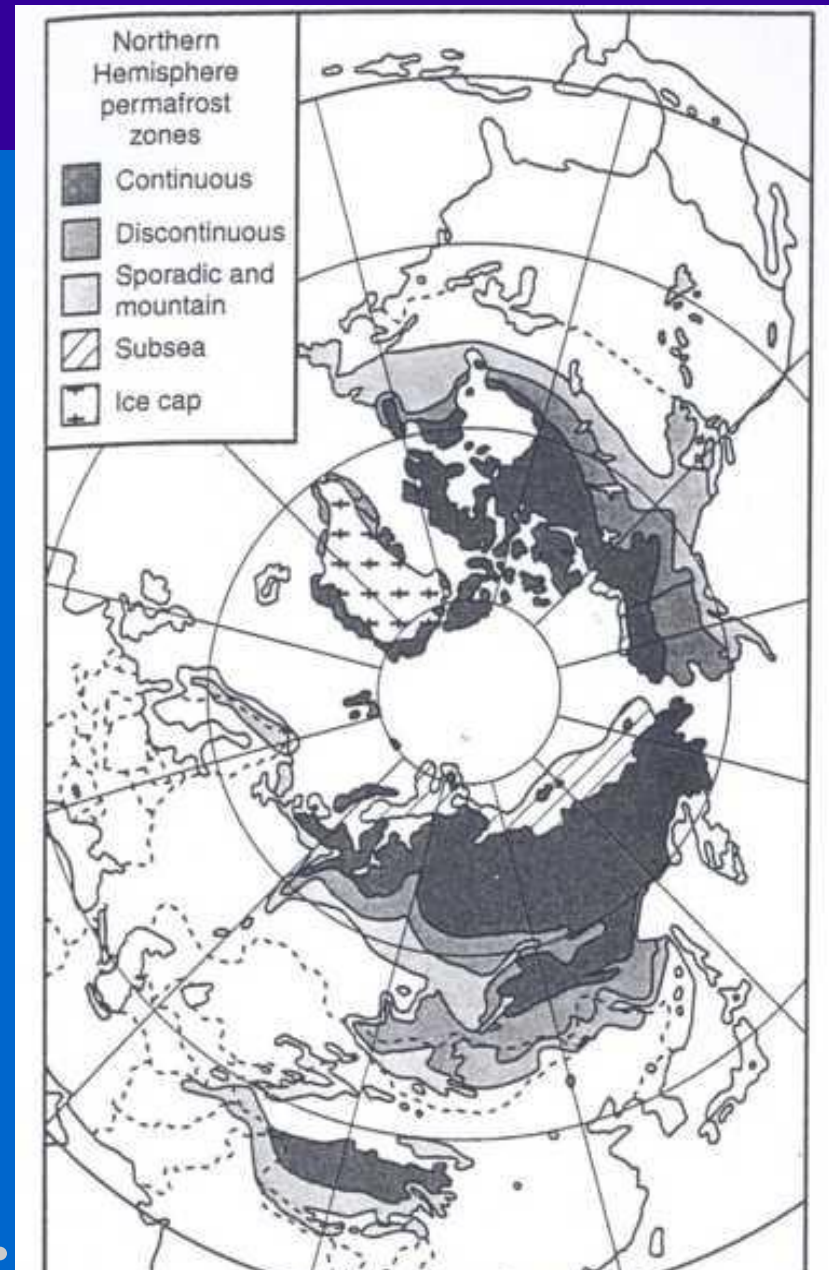 Northern
Hemisphere
permafrost
zones
Continuous
Discontinuous
Sporadic and
mountain
Subsea
Ice cap